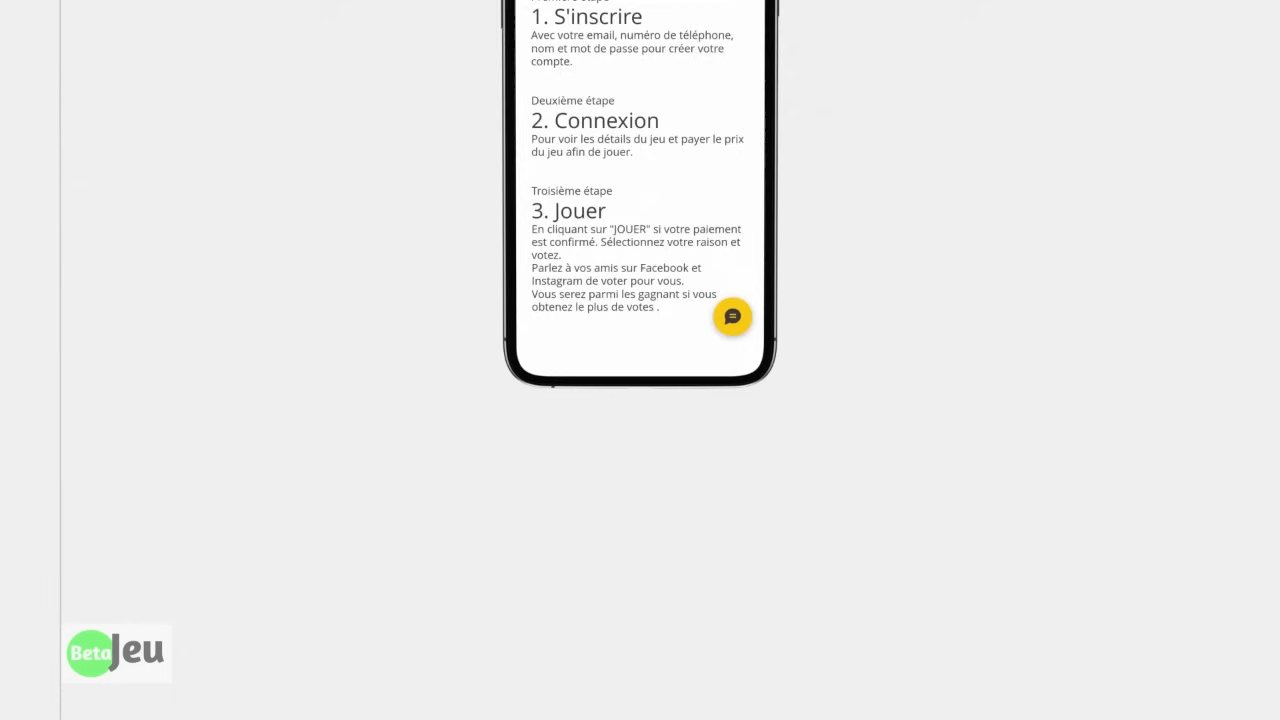 1. S'inscrire
Avec votre email, numéro de téléphone,
nom et mot de passe pour créer votre
compte.
Deuxième étape
2. Connexion
Pour voir les détails du jeu et payer le prix
du jeu afin de jouer.
Troisième étape
3. Jouer
En cliquant sur "JOUER" si votre paiement
est confirmé. Sélectionnez votre raison et
votez.
Parlez à vos amis sur Facebook et
Instagram de voter pour vous.
Vous serez parmi les gagnant si vous
obtenez le plus de votes .
BetaJeu